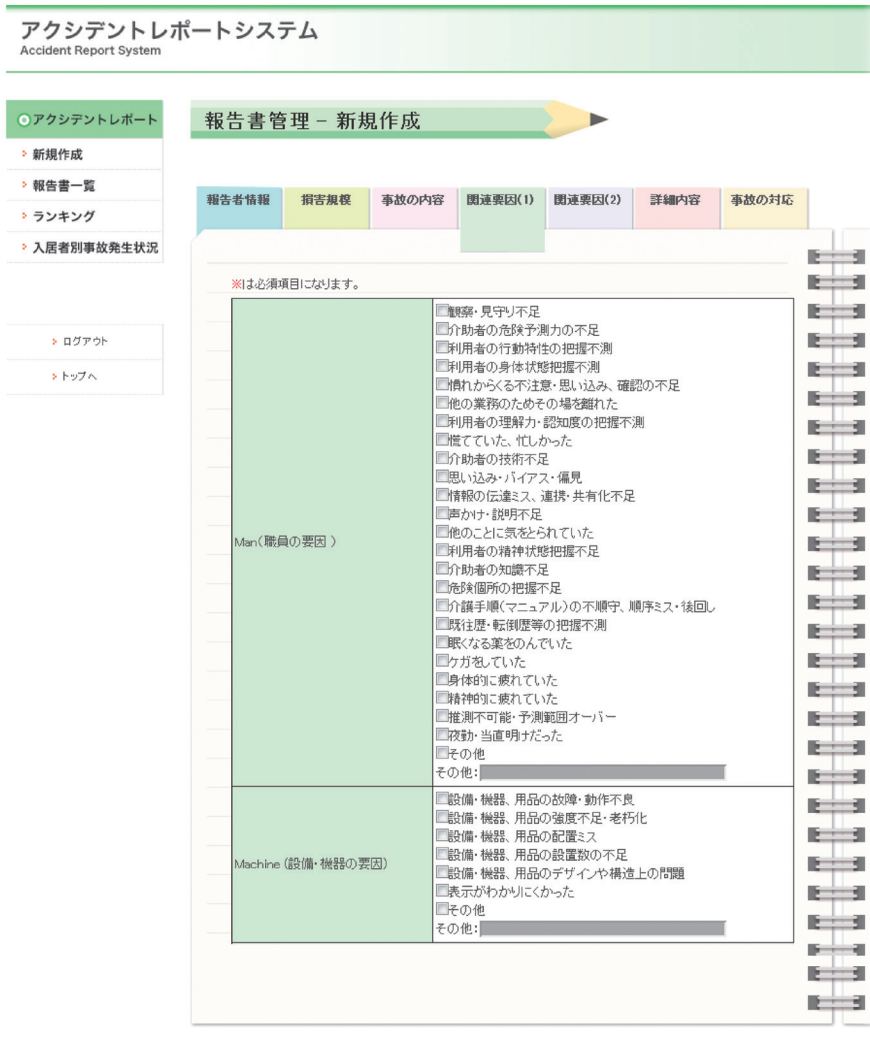 アクシデントレポートシステム
Accident Report System
アクシデントレポート
新規作成
報告書一覧
ランキング
入居者別事故発生状況
ログアウト
トップへ
報告書管理 － 新規作成
報告者情報 損害規模 事故の内容 関連要因(1) 関連要因(2) 詳細内容 事故の対応
※は必須項目になります。
Man(職員の要因 )
観察・見守り不足
介助者の危険予測力の不足
利用者の行動特性の把握不測
利用者の身体状態把握不測
慣れからくる不注意・思い込み、確認の不足
他の業務のためその場を離れた
利用者の理解力・認知度の把握不測
慌てていた、忙しかった
介助者の技術不足
思い込み・バイアス・偏見
情報の伝達ミス、連携・共有化不足
声かけ・説明不足
他のことに気をとられていた
利用者の精神状態把握不足
介助者の知識不足
危険個所の把握不足
介護手順(マニュアル)の不順守、順序ミス・後回し
既往歴・転倒歴等の把握不測
眠くなる薬をのんでいた
ケガをしていた
身体的に疲れていた
精神的に疲れていた
推測不可能・予測範囲オーバー
夜勤・当直明けだった
その他
その他:
Machine (設備・機器の要因)
設備・機器、用品の故障・動作不良
設備・機器、用品の強度不足・老朽化
設備・機器、用品の配置ミス
設備・機器、用品の設置数の不足
設備・機器、用品のデザインや構造上の問題
表示がわかりにくかった
その他
その他: